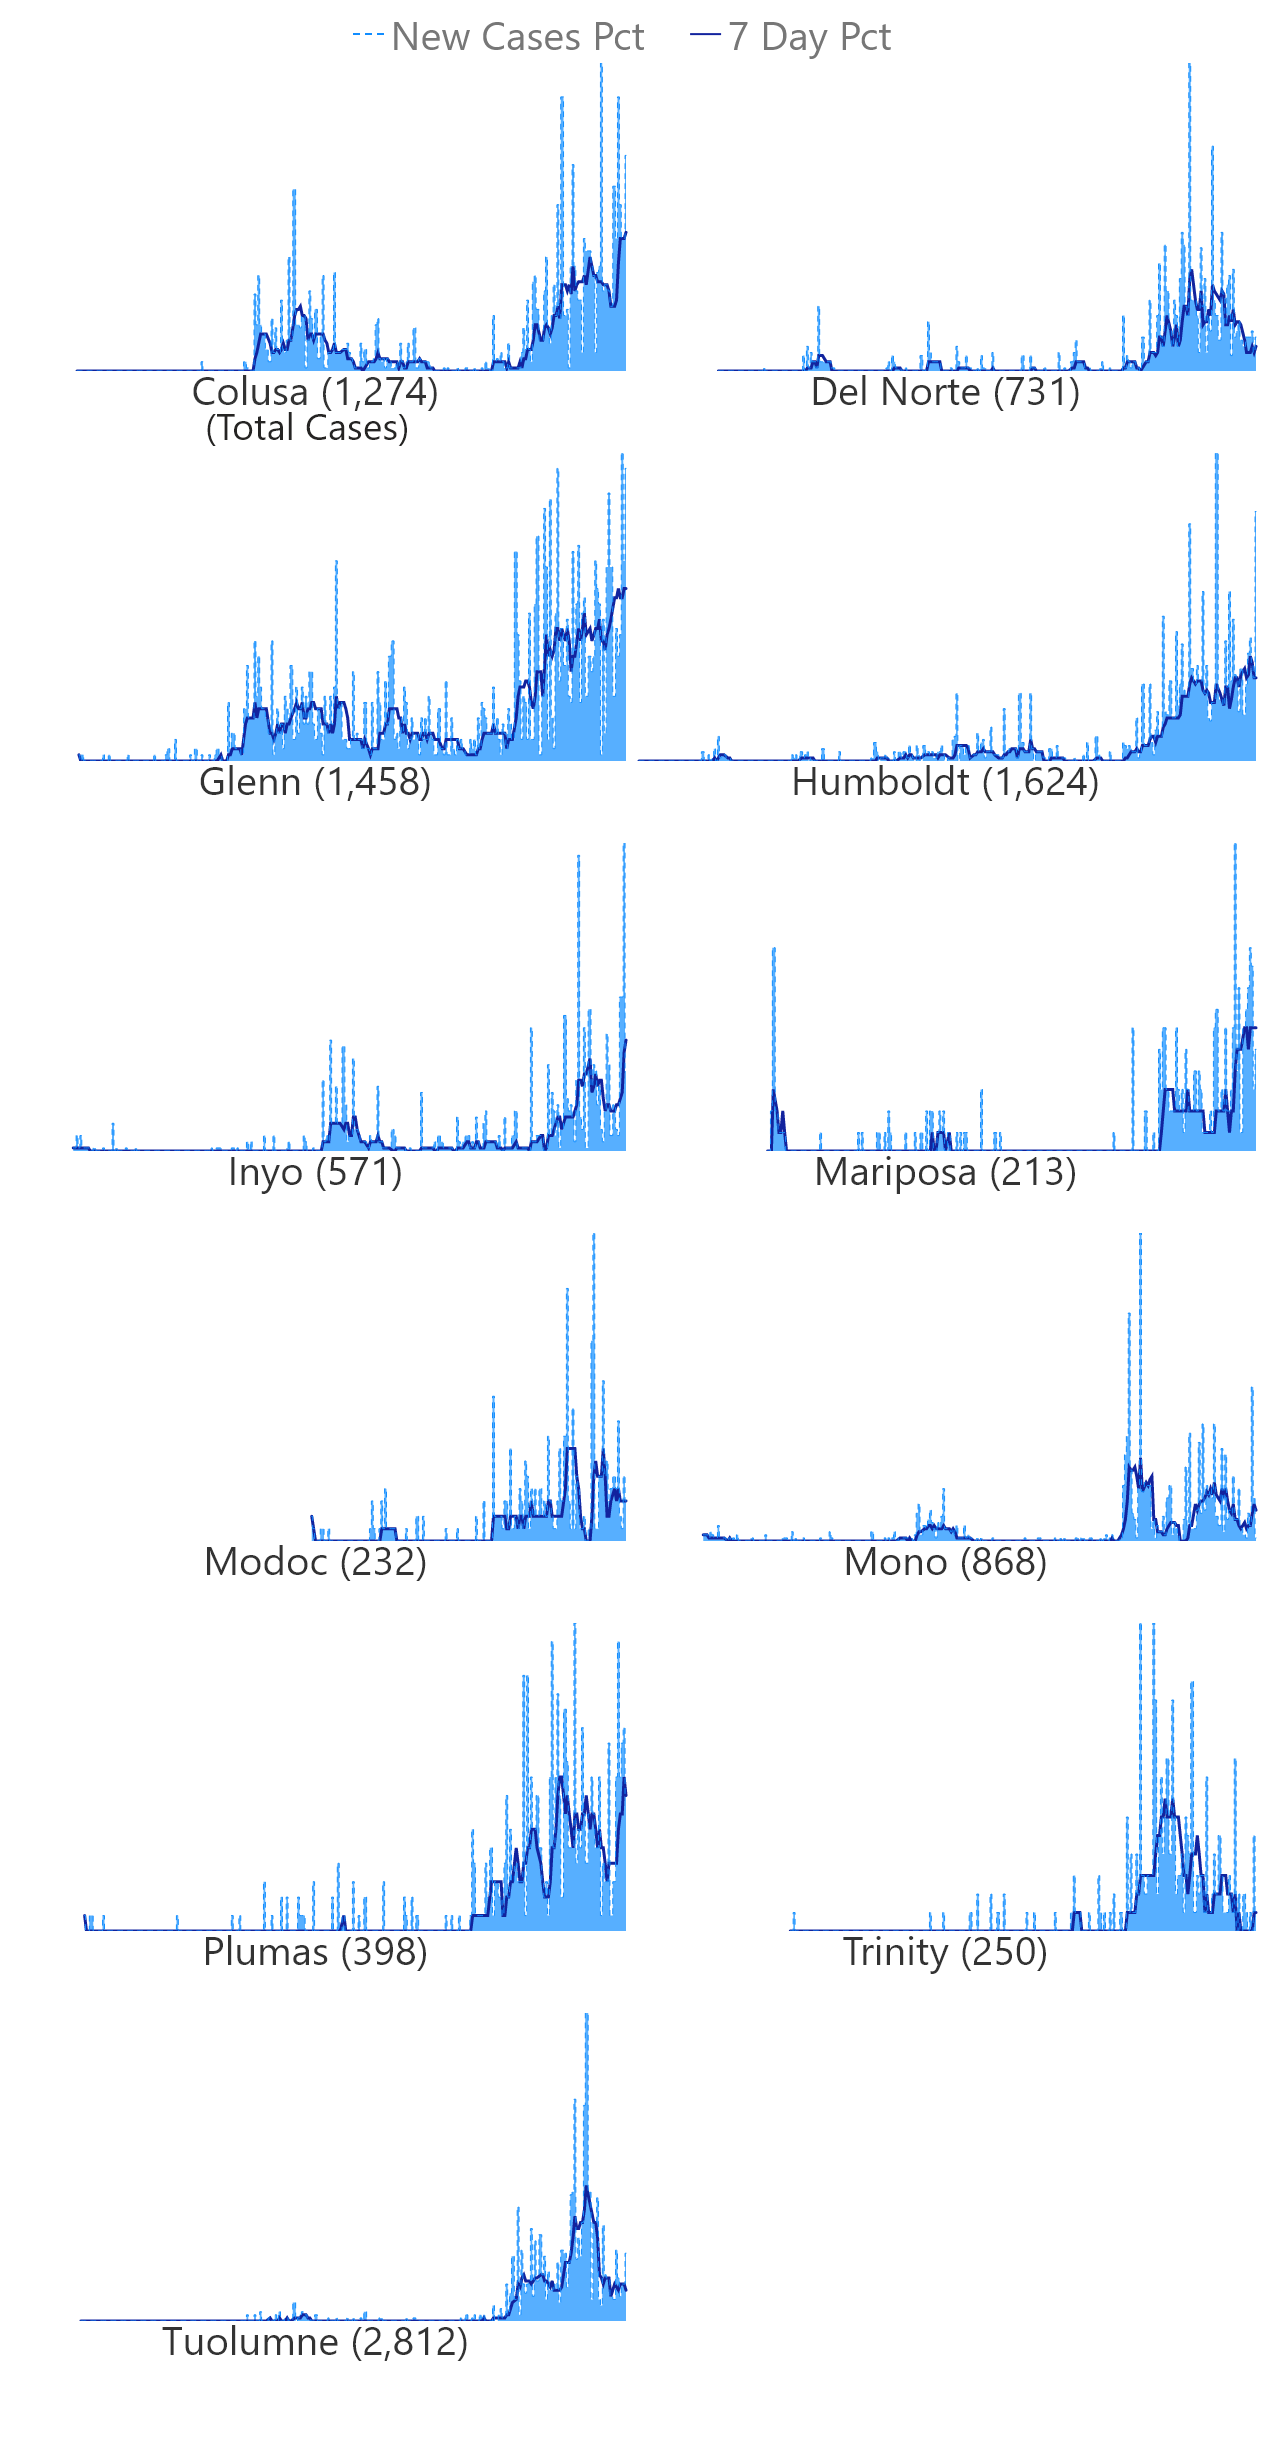 New Cases Pct 7 Day Pct
Colusa (1,274) Del Norte (731)
(Total Cases)
Glenn (1,458) Humboldt (1,624)
Inyo (571) Mariposa (213)
Modoc (232) Mono (868)
Plumas (398) Trinity (250)
Tuolumne (2,812)